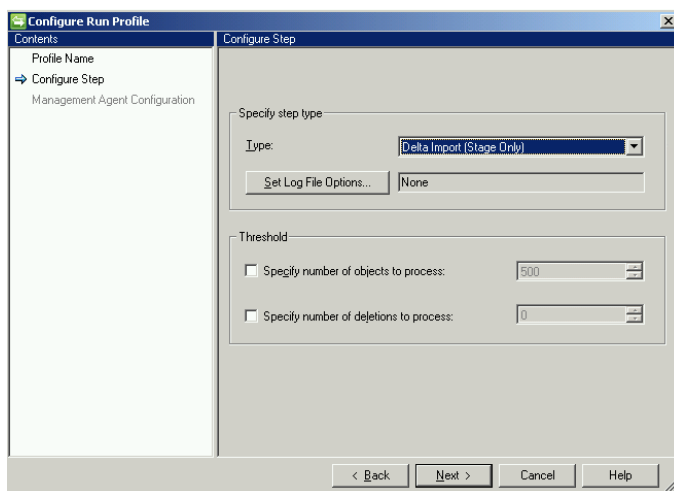 Configure Run Profile
Contents
Configure Step
Profile Name
Configure Step
Management Agent Configuration
Specify step type
Type:
Delta Import (Stage Only)
Set Log File Options...
None
Threshold
Specify number of objects to process:
500
Specify number of deletions to process:
0
< Back
Next >
Cancel
Help